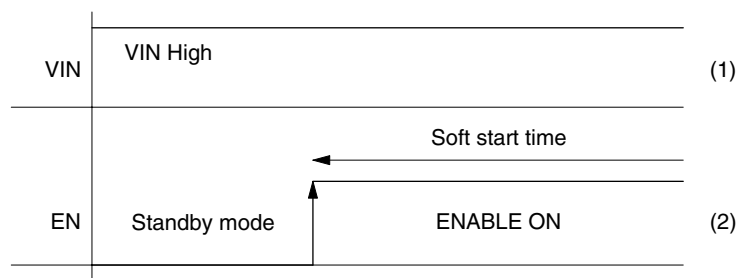 VIN High
VIN
(1)
Soft start time
EN
Standby mode
ENABLE ON
(2)